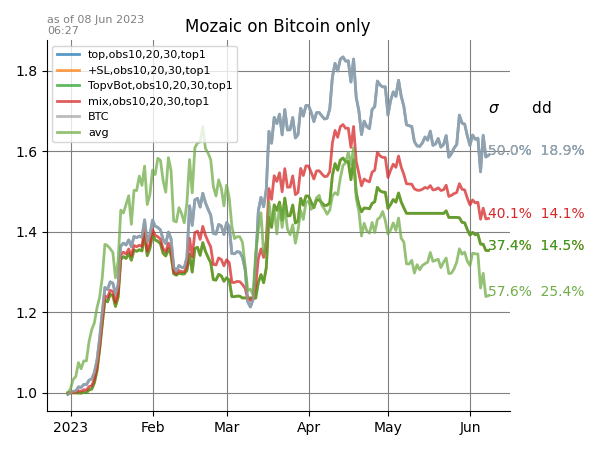 as of 08 Jun 2023
06:27
Mozaic on Bitcoin only
top,obs10,20,30,top1
+SL,obs10,20,30,top1
TopvBot,obs10,20,30,top1
mix,obs10,20,30,top1
BTC
avg
σ dd
50.0% 18.9%
40.1% 14.1%
37.4% 14.5%
57.6% 25.4%
1.8
1.6
1.4
1.2
1.0
2023 Feb Mar Apr May Jun